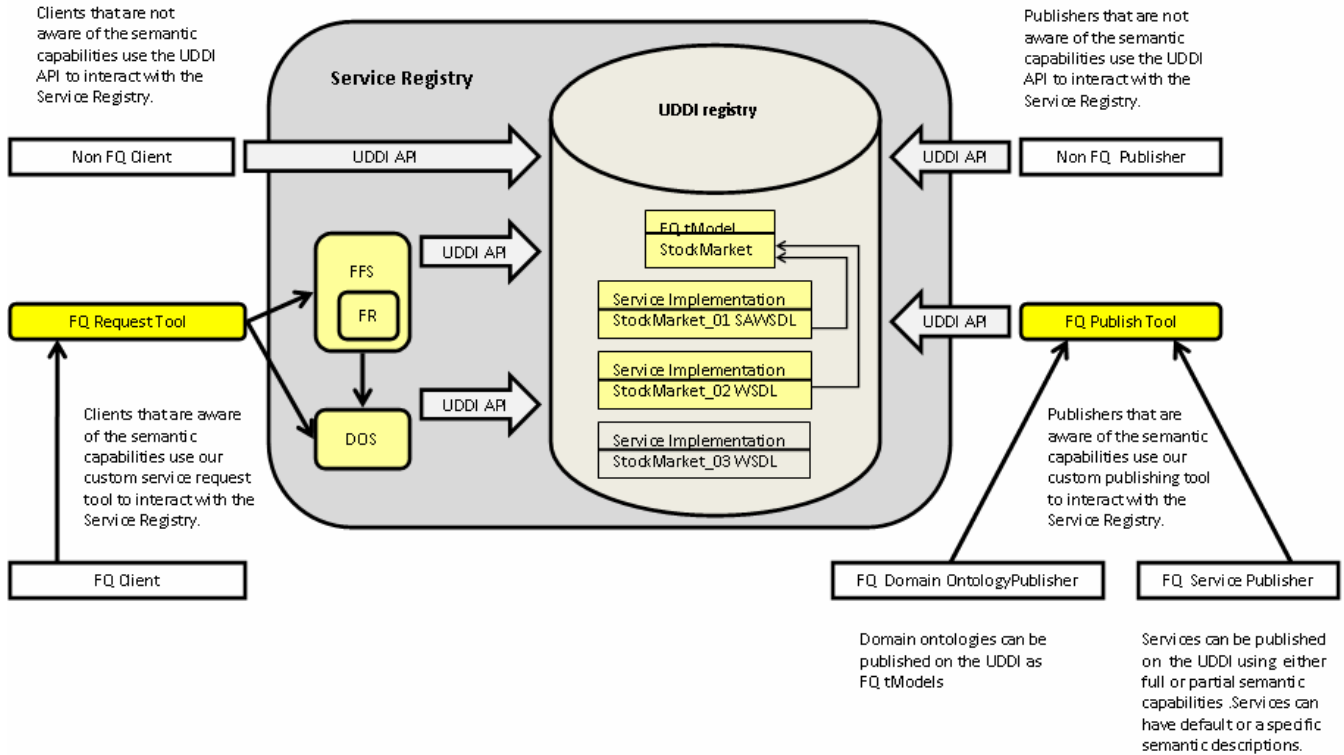 Clients that are not
aware of the semantic
capabilities use the UDDI
API to interact with the
Service Registry.
Publishers that are not
aware of the semantic
capabilities use the UDDI
API to interact with the
Service Registry.
Service Registry
UDDI registry
Non FQ Client
UDDI API
UDDI API
Non FQ Publisher
FQ tModel
StockMarket
UDDI API
FFS
FR
Service Implementation
StockMarket_01 SAWSDL
FQ Request Tool
UDDI API
FQ Publish Tool
Service Implementation
StockMarket_02 WSDL
UDDI API
DOS
Service Implementation
StockMarket_03 WSDL
Clients that are aware
of the semantic
capabilities use our
custom service request
tool to interact with the
Service Registry.
Publishers that are
aware of the semantic
capabilities use our
custom publishing tool
to interact with the
Service Registry.
FQ Client
FQ Domain OntologyPublisher
FQ Service Publisher
Domain ontologies can be
published on the UDDI as
FQ tModels
Services can be published
on the UDDI using either
full or partial semantic
capabilities .Services can
have default or a specific
semantic descriptions.